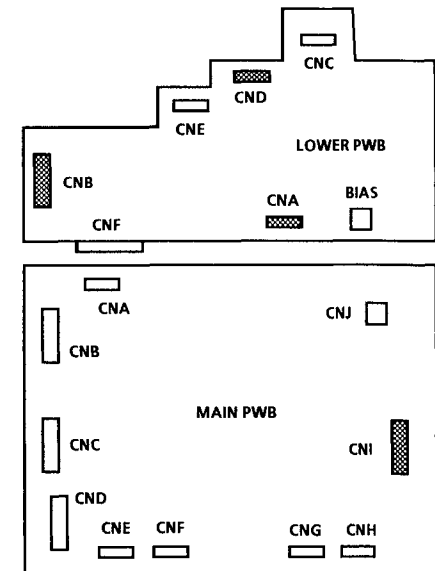 CNC
CND
CNE
LOWER PWB
CNB
CNA
BIAS
CNF
CNA
CNJ
CNB
MAIN PWB
CNC
CNI
CND
CNE
CNF
CNG
CNH